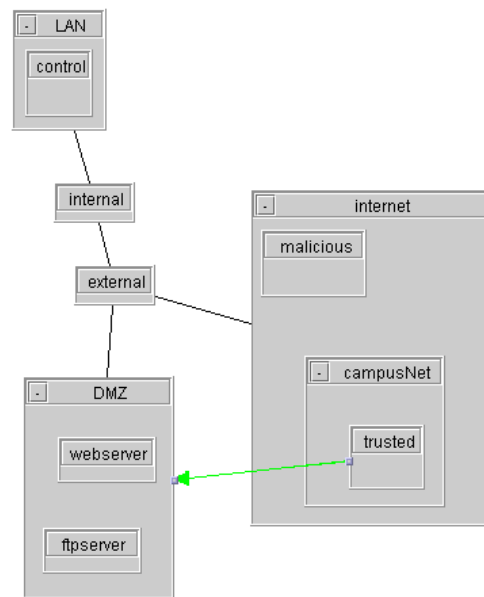 - LAN
control
internal
- internet
malicious
external
- campusNet
- DMZ
trusted
webserver
ftpserver